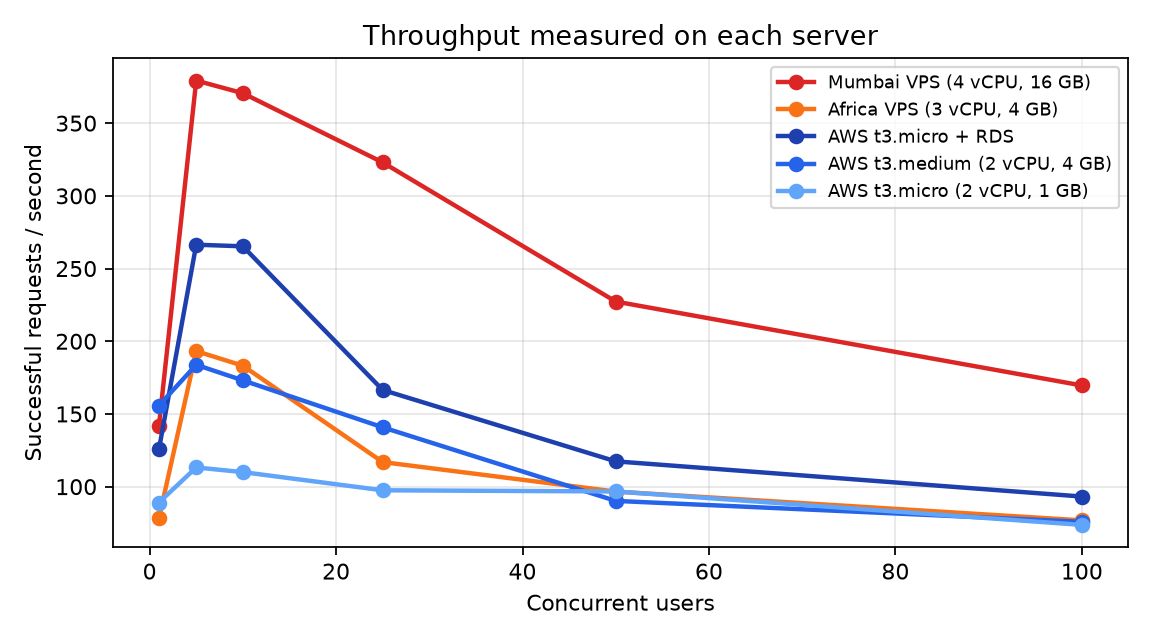 Throughput measured on each server
Successful requests / second
350
300
250
200
150
100
Mumbai VPS (4 vCPU, 16 GB)
Africa VPS (3 vCPU, 4 GB)
AWS t3.micro + RDS
AWS t3.medium (2 vCPU, 4 GB)
AWS t3.micro (2 vCPU, 1 GB)
0 20 40 60 80 100
Concurrent users